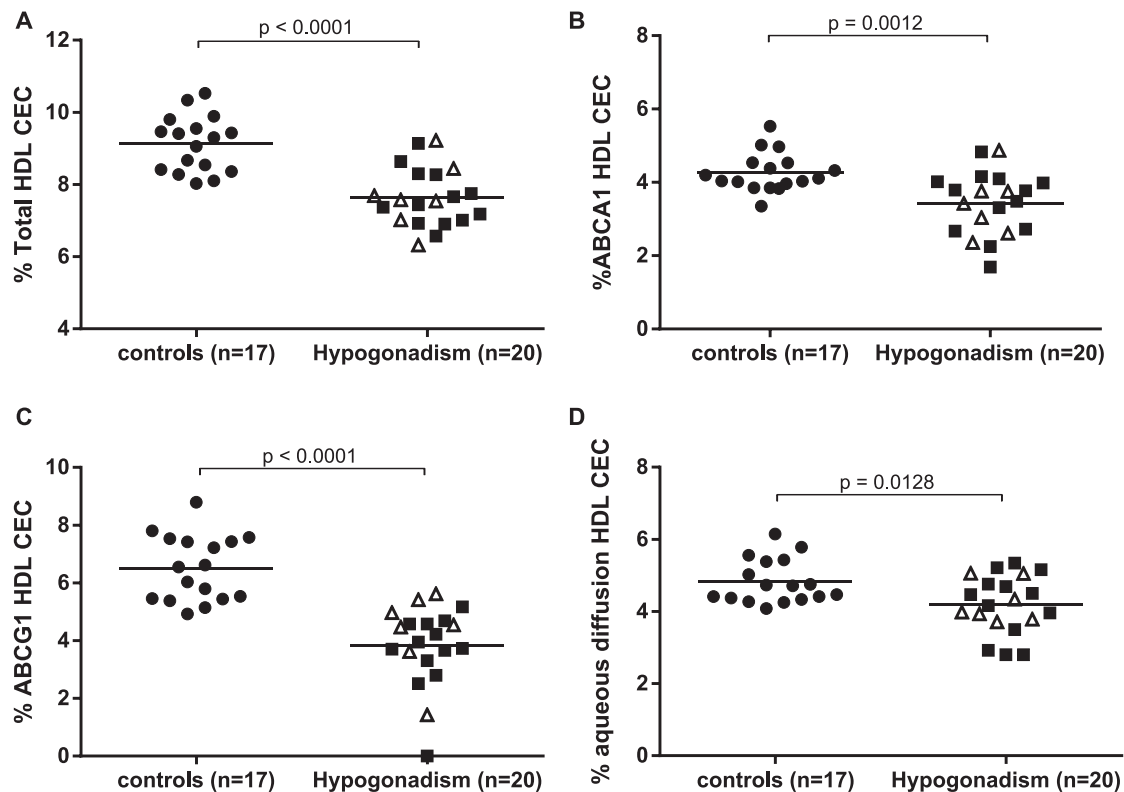 A
p < 0.0001
% Total HDL CEC
12
10
8
6
4
controls (n=17)
Hypogonadism (n=20)
B
p = 0.0012
%ABCA1 HDL CEC
8
6
4
2
0
controls (n=17)
Hypogonadism (n=20)
C
p < 0.0001
% ABCG1 HDL CEC
10
8
6
4
2
0
controls (n=17)
Hypogonadism (n=20)
D
p = 0.0128
% aqueous diffusion HDL CEC
8
6
4
2
0
controls (n=17)
Hypogonadism (n=20)